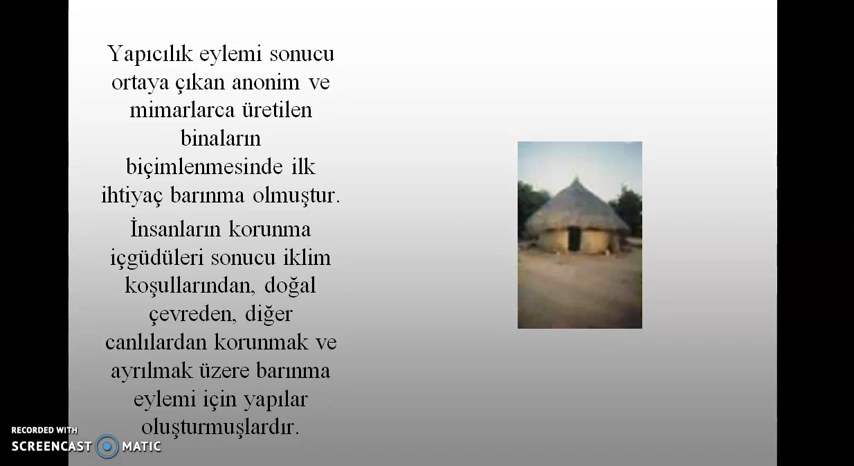 Yapıcılık eylemi sonucu
ortaya çıkan anonim ve
mimarlarca üretilen
binaların
biçimlenmesinde ilk
ihtiyaç barınma olmuştur.
İnsanların korunma
içgüdüleri sonucu iklim
koşullarından, doğal
çevreden, diğer
canlılardan korunmak ve
ayrılmak üzere barınma
eylemi için yapılar
oluşturmuşlardır.
RECORDED WITH
SCREENCAST MATIC